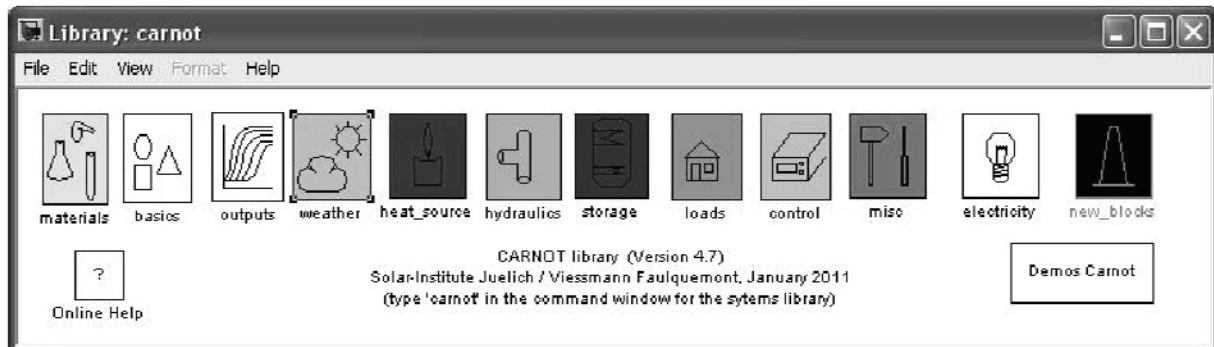 Library: carnot
File Edit View Format Help
materials basics outputs weather heat_source hydraulics storage loads control misc electricity new_blocks
?
Online Help
CARNOT library (Version 4.7)
Solar-Institute Juelich / Viessmann Faulquemont, January 2011
(type 'carnot' in the command window for the sytems library)
Demos Carnot